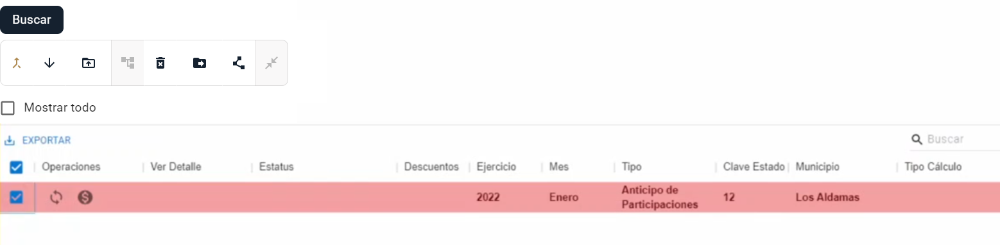 Buscar
Mostrar todo
EXPORTAR
Buscar
Operaciones Ver Detalle Estatus Descuentos Ejercicio Mes Tipo Clave Estado Municipio Tipo Cálculo
2022 Enero Anticipo de Participaciones 12 Los Aldamas